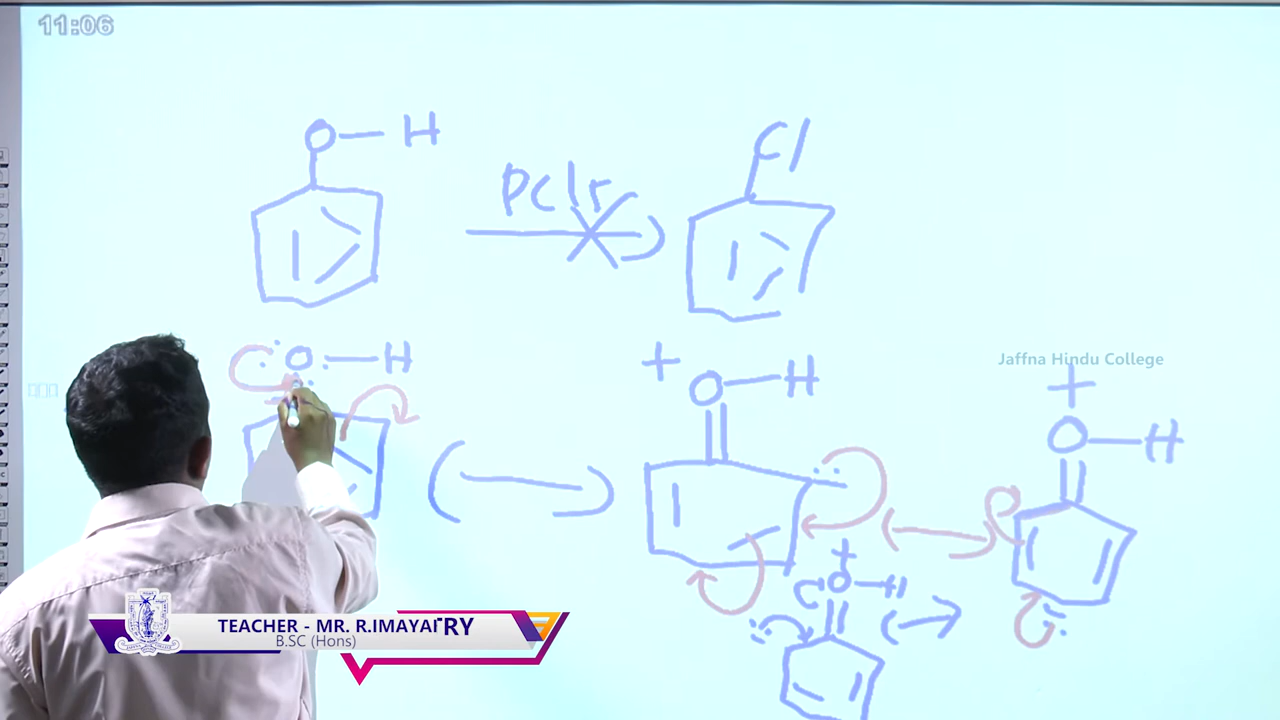 11:06
O-H
Cl
PCl5
O-H
+
O-H
Jaffna Hindu College
+
O-H
+
O-H
TEACHER - MR. R.IMAYA
RY
B.SC (Hons)